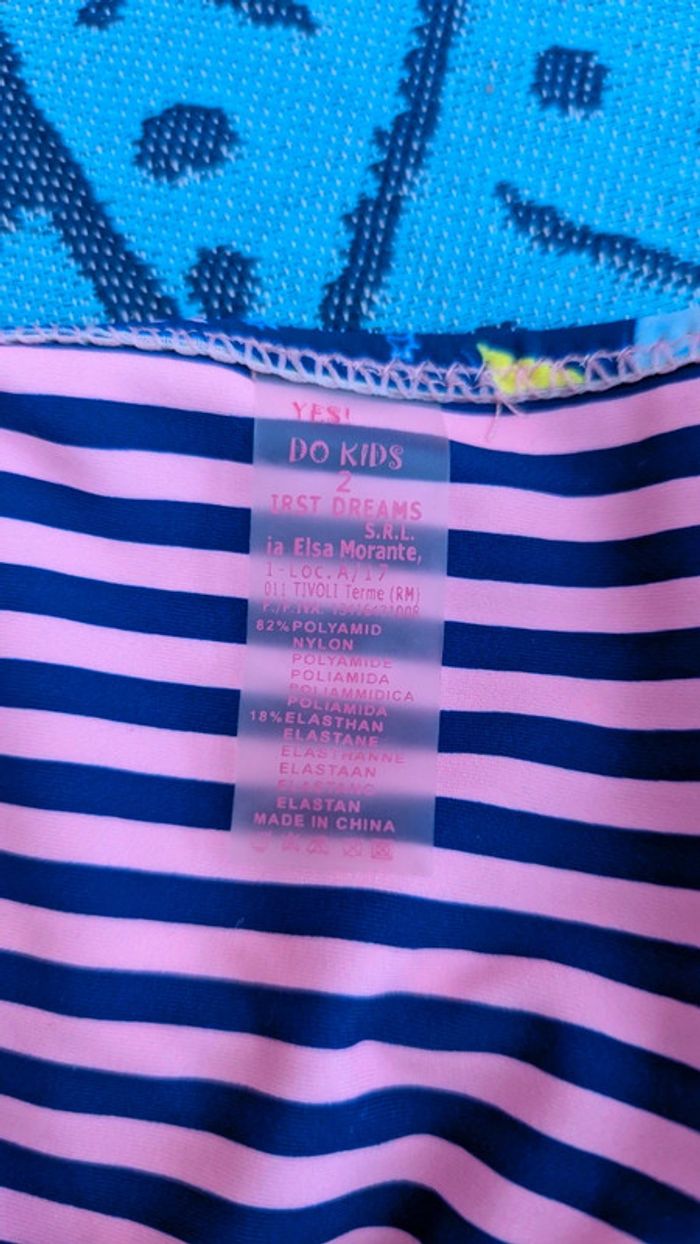 YES!
DO KIDS
2
IRST DREAMS
S.R.L.
ia Elsa Morante,
1-LOC.A/17
011 TIVOLI Terme (RM)
82%POLYAMID
NYLON
POLYAMIDE
POLIAMIDA
POLIAMMIDICA
POLIAMIDA
18%ELASTHAN
ELASTANE
ELASTHANNE
ELASTAAN
ELASTAN
MADE IN CHINA